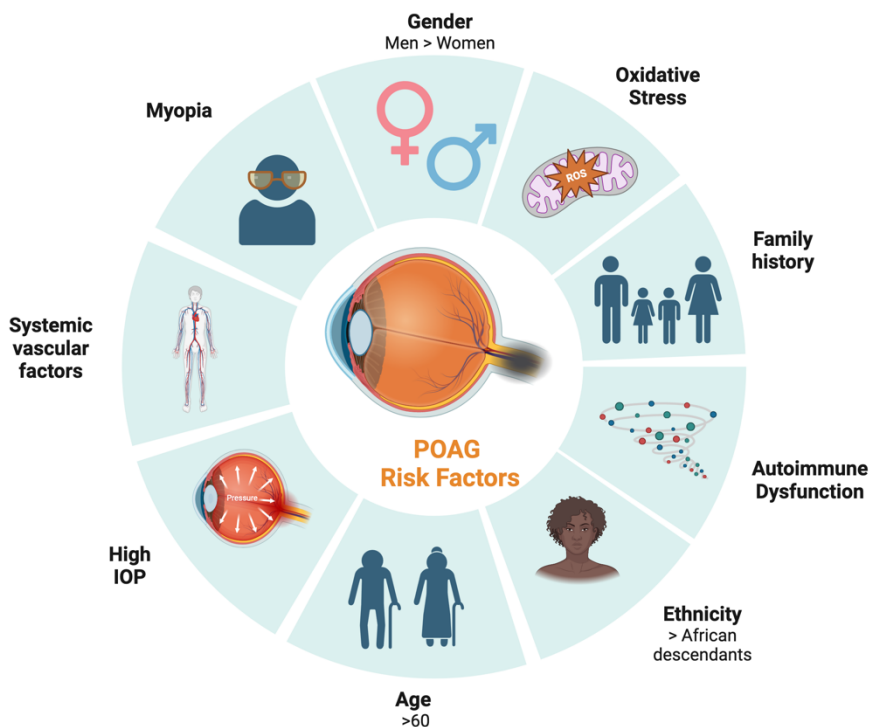 Gender
Men > Women
Oxidative
Stress
ROS
Family
history
Autoimmune
Dysfunction
Ethnicity
> African
descendants
Age
>60
High
IOP
Pressure
Systemic
vascular
factors
Myopia
POAG
Risk Factors